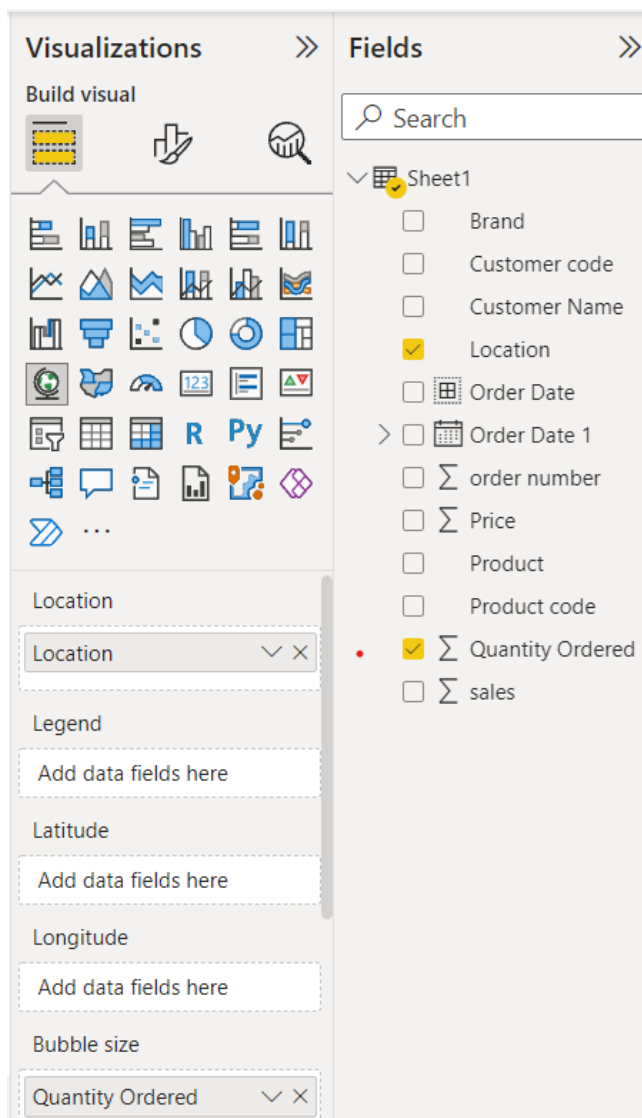 Visualizations
Build visual
123
R
Py
...
Location
Location
Legend
Add data fields here
Latitude
Add data fields here
Longitude
Add data fields here
Bubble size
Quantity Ordered
Fields
Search
Sheet1
Brand
Customer code
Customer Name
Location
Order Date
Order Date 1
∑ order number
∑ Price
Product
Product code
∑ Quantity Ordered
∑ sales